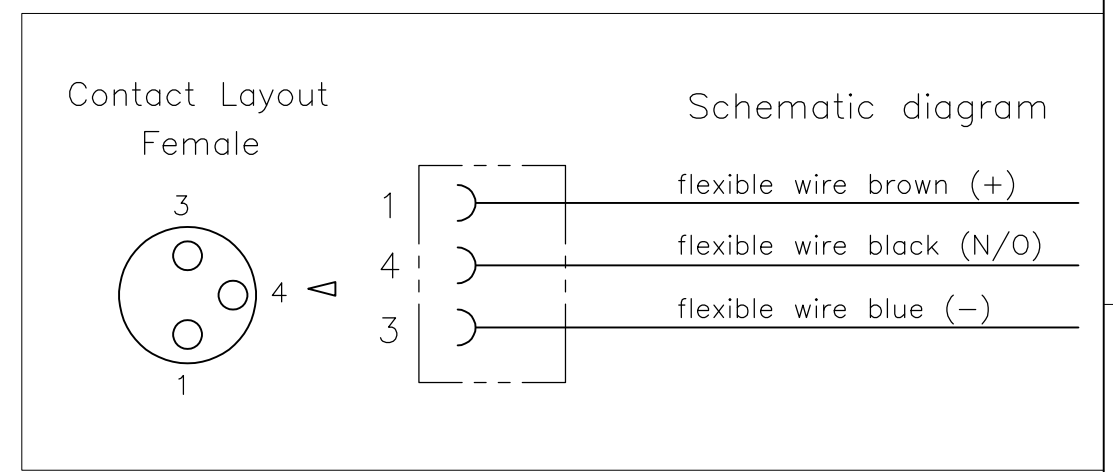 Contact Layout
Female
3
4
1
Schematic diagram
1 flexible wire brown (+)
4 flexible wire black (N/O)
3 flexible wire blue (−)